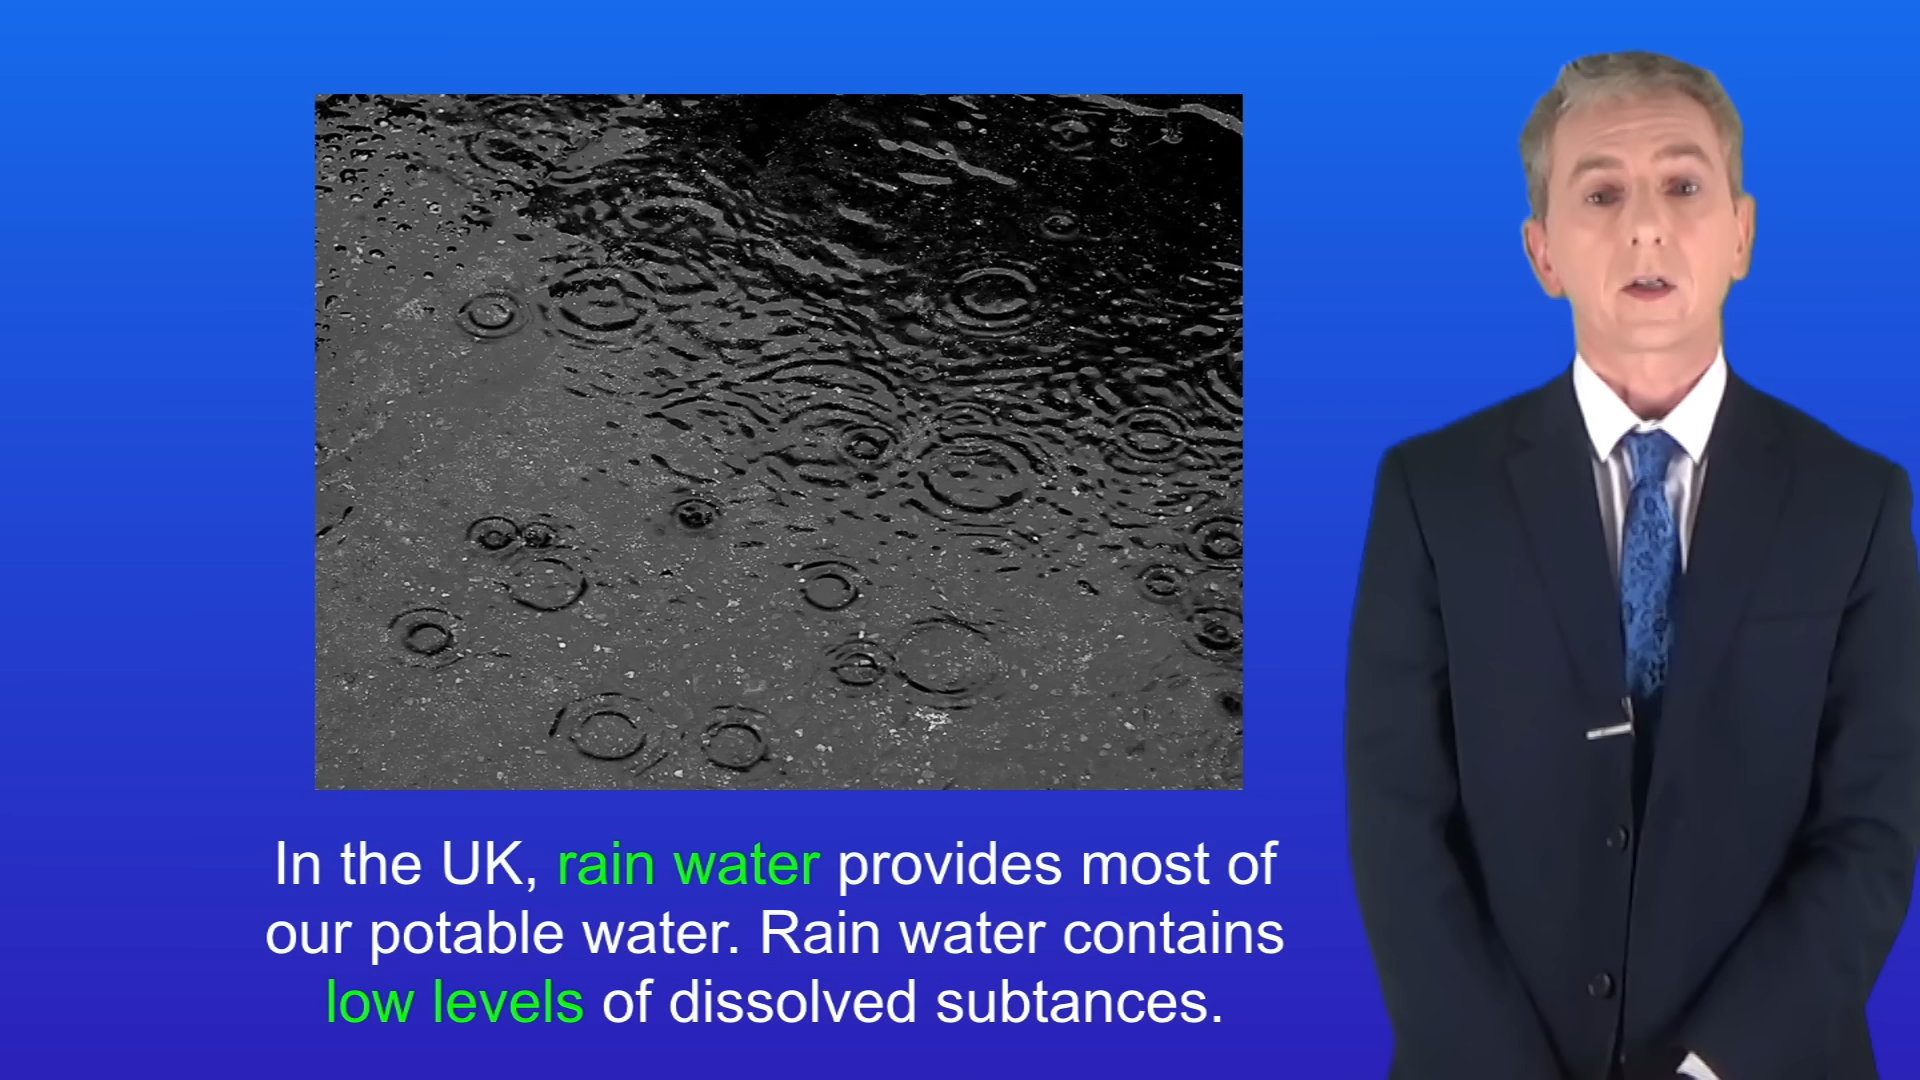 In the UK, rain water provides most of
our potable water. Rain water contains
low levels of dissolved subtances.